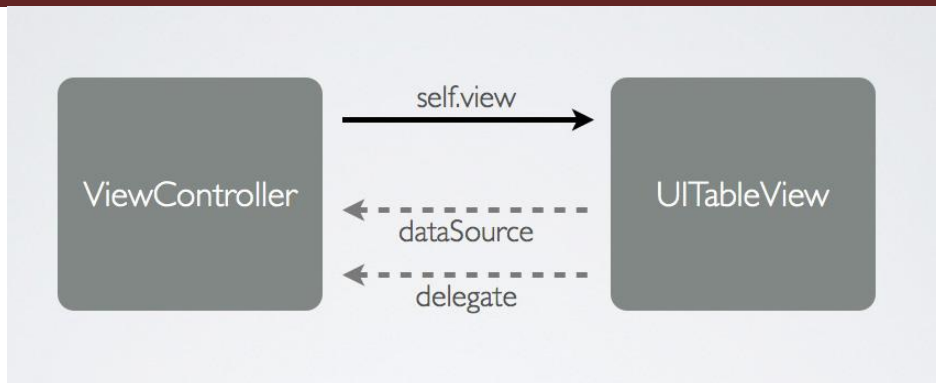 self.view
ViewController
UITableView
dataSource
delegate